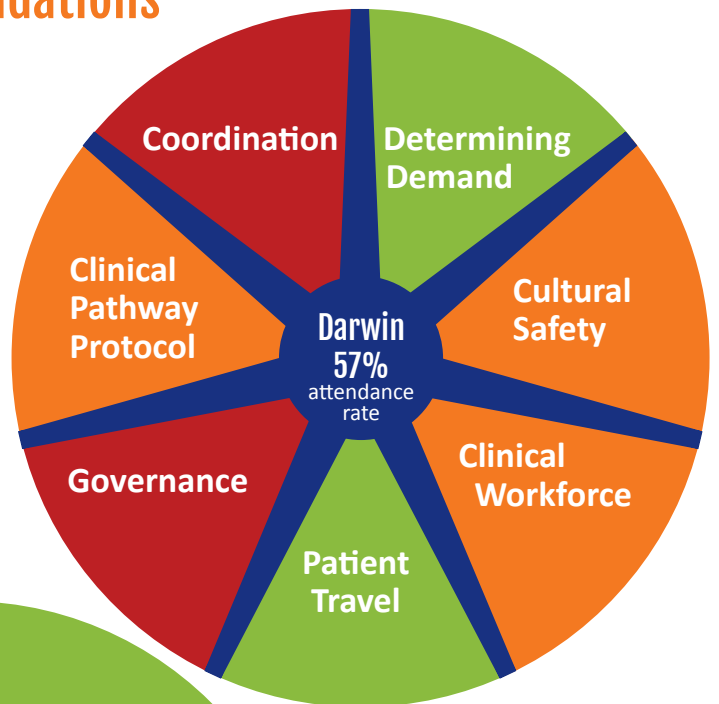 Coordination
Determining
Demand
Cultural
Safety
Clinical
Workforce
Patient
Travel
Governance
Clinical
Pathway
Protocol
Darwin
57%
attendance
rate